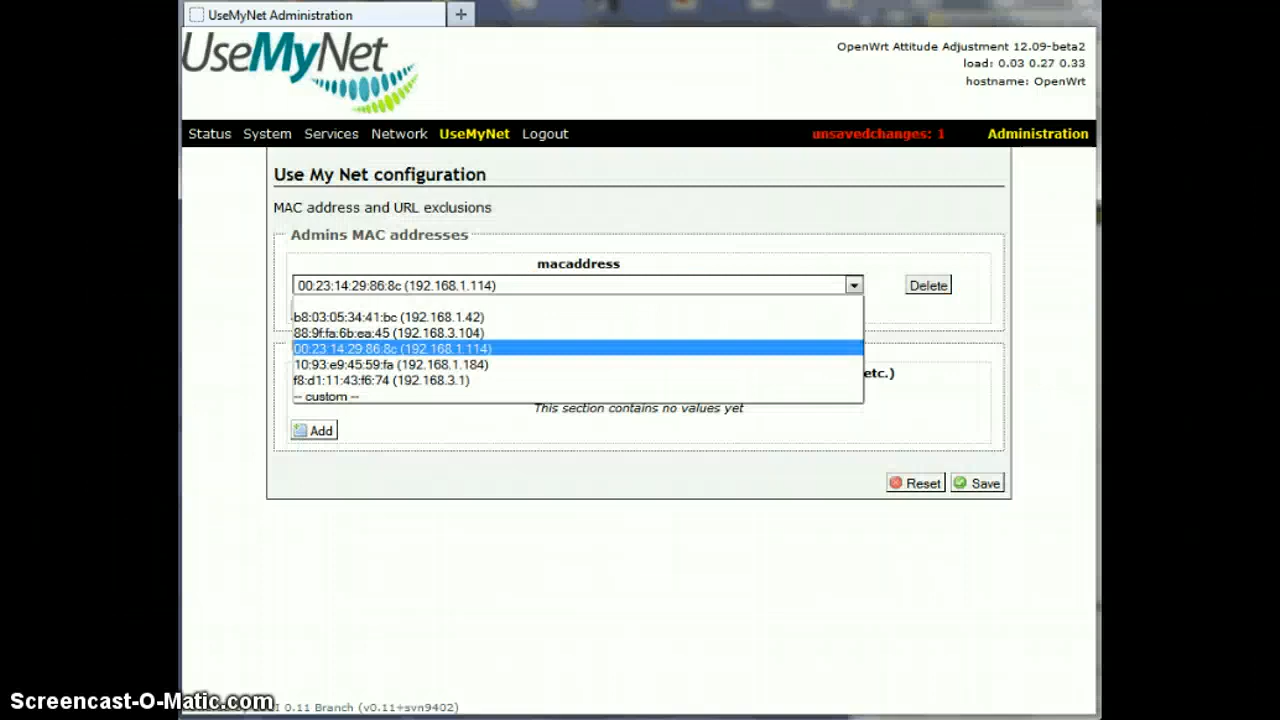 UseMyNet Administration
+
UseMyNet
OpenWrt Attitude Adjustment 12.09-beta2
load: 0.03 0.27 0.33
hostname: OpenWrt
Status System Services Network UseMyNet Logout unsavedchanges: 1 Administration
Use My Net configuration
MAC address and URL exclusions
Admins MAC addresses
macaddress
00:23:14:29:86:8c (192.168.1.114) Delete
b8:03:05:34:41:bc (192.168.1.42)
88:9f:fa:6b:ea:45 (192.168.3.104)
00:23:14:29:86:8c (192.168.1.114)
10:93:e9:45:59:fa (192.168.1.184)
etc.)
f8:d1:11:43:f6:74 (192.168.3.1)
-- custom --
This section contains no values yet
Add
Reset Save
Screencast-O-Matic.com 0.11 Branch (v0.11+svn9402)